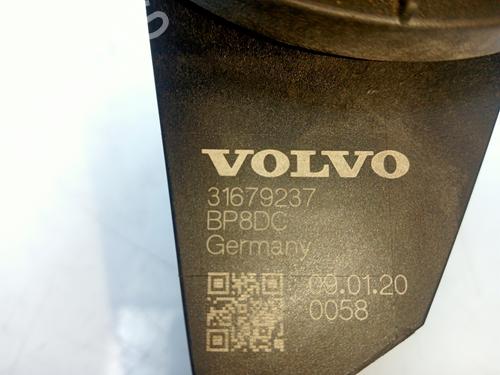 VOLVO
31679237
BP8DC
Germany
09.01.20
0058